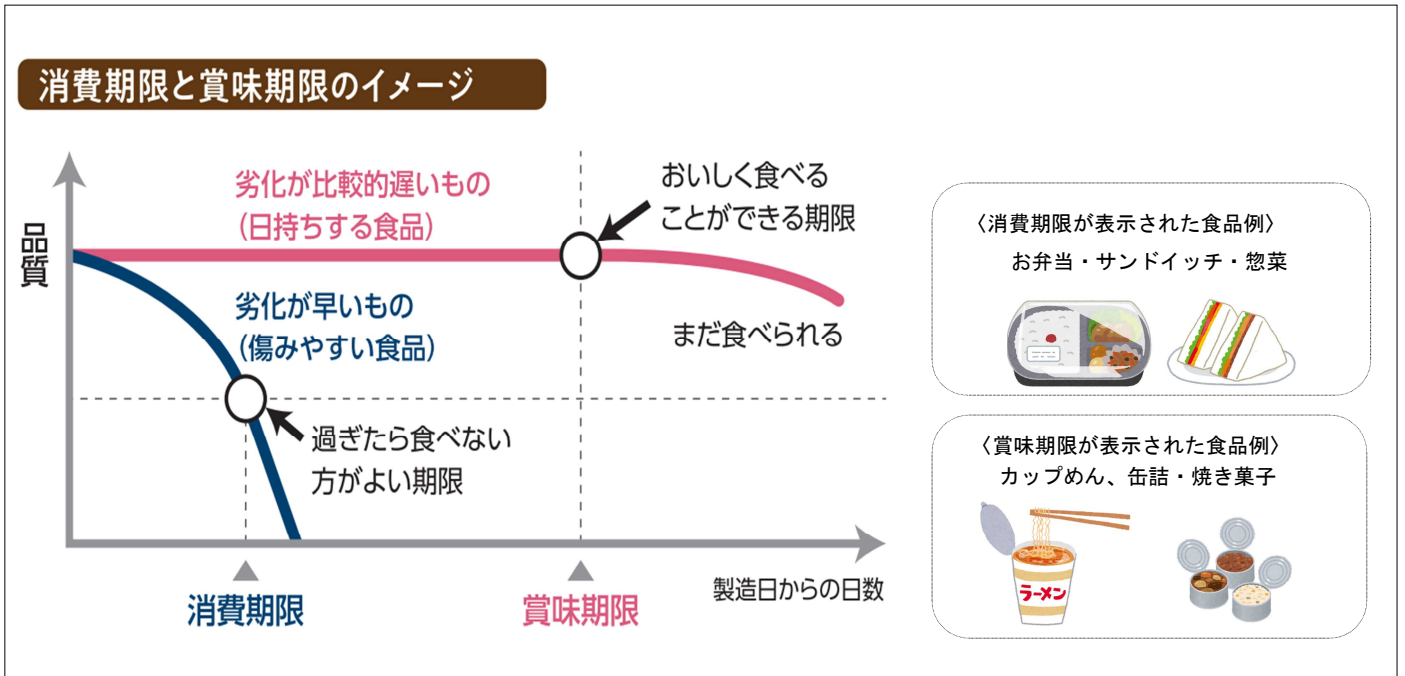 消費期限と賞味期限のイメージ
品質
劣化が比較的遅いもの
(日持ちする食品)
おいしく食べる
ことができる期限
劣化が早いもの
(傷みやすい食品)
まだ食べられる
過ぎたら食べない
方がよい期限
消費期限
賞味期限
製造日からの日数
〈消費期限が表示された食品例〉
お弁当・サンドイッチ・惣菜
〈賞味期限が表示された食品例〉
カップめん、缶詰・焼き菓子
ラーメン